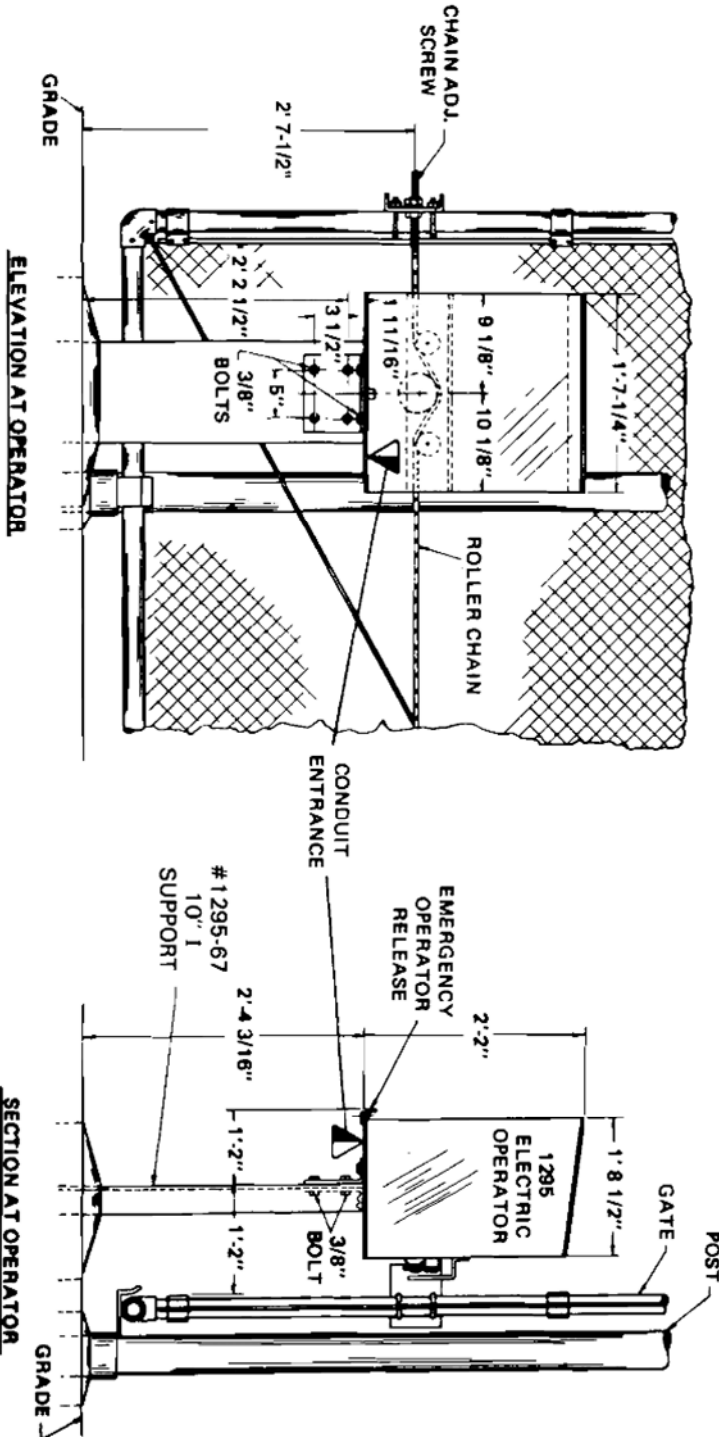 CHAIN ADJ.
SCREW
2' 7-1/2"
GRADE
1'-7-1/4"
9 1/8"
10 1/8"
1 11/16"
3 1/2"
2' 2 1/2"
5"
3/8"
BOLTS
ROLLER CHAIN
CONDUIT
ENTRANCE
ELEVATION AT OPERATOR
EMERGENCY
OPERATOR
RELEASE
2'-2"
1' 8 1/2"
1295
ELECTRIC
OPERATOR
GATE
POST
#1295-67
10" I
SUPPORT
2'-4 3/16"
1'-2"
1'-2"
3/8"
BOLT
GRADE
SECTION AT OPERATOR